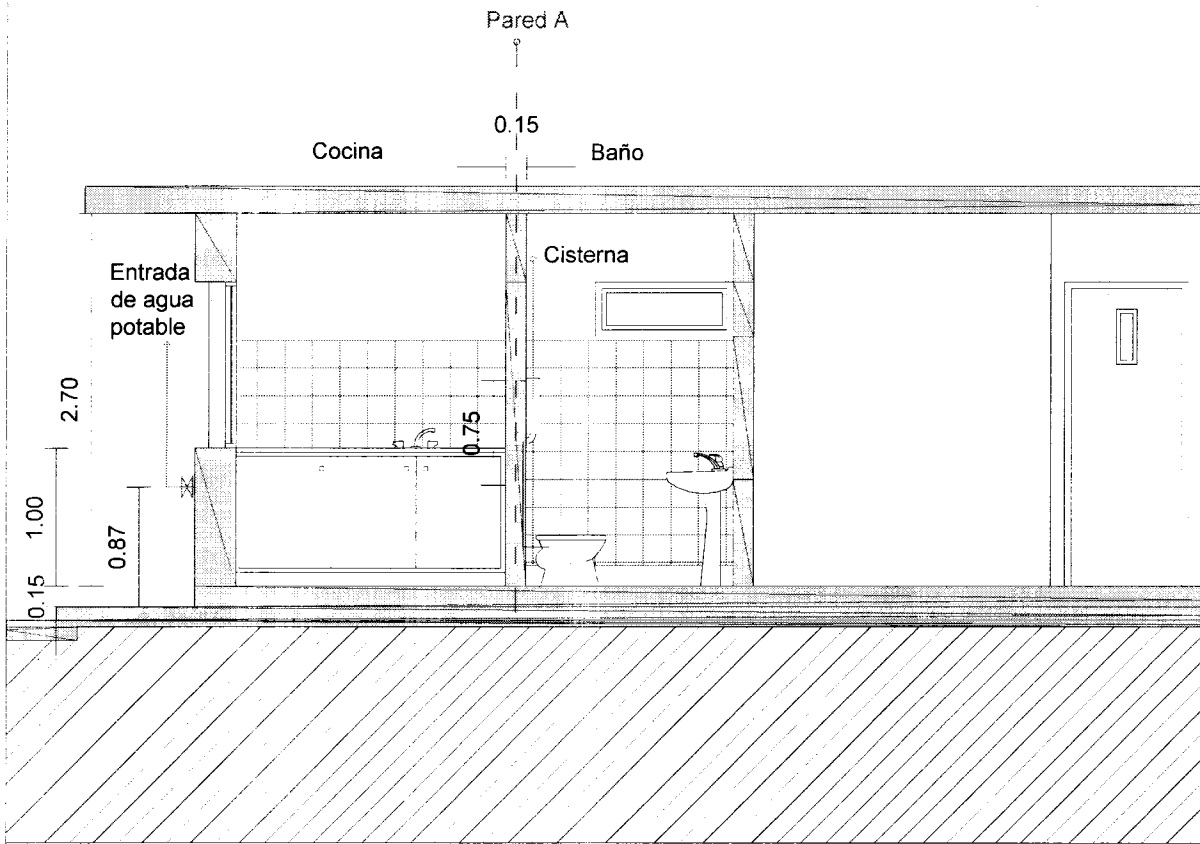 Pared A
0.15
Cocina
Baño
Cisterna
Entrada
de agua
potable
2.70
0.75
1.00
0.87
0.15